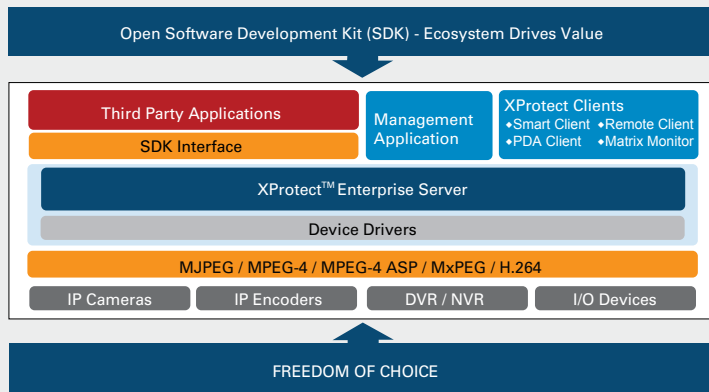 Open Software Development Kit (SDK) - Ecosystem Drives Value
Third Party Applications
SDK Interface
Management
Application
XProtect Clients
◆Smart Client ◆Remote Client
◆PDA Client ◆Matrix Monitor
XProtect™ Enterprise Server
Device Drivers
MJPEG / MPEG-4 / MPEG-4 ASP / MxPEG / H.264
IP Cameras
IP Encoders
DVR / NVR
I/O Devices
FREEDOM OF CHOICE